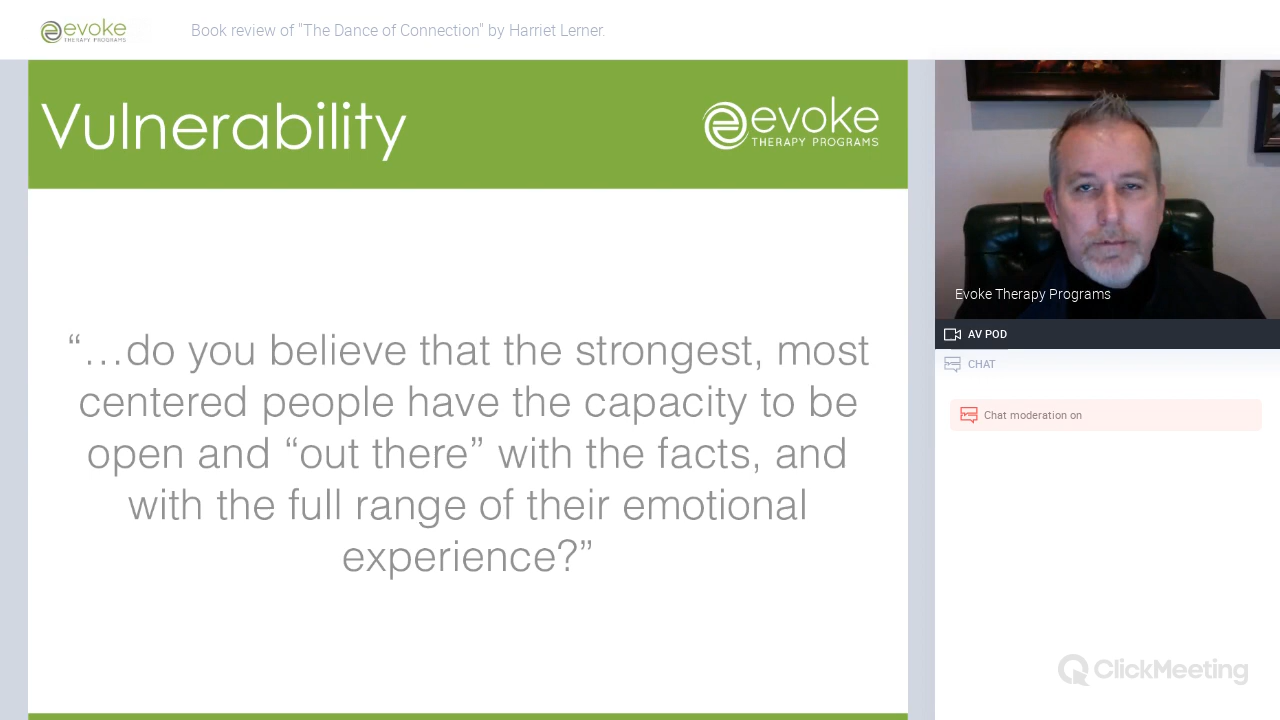 evoke
THERAPY PROGRAMS
Book review of "The Dance of Connection" by Harriet Lerner.
Vulnerability
evoke
THERAPY PROGRAMS
“…do you believe that the strongest, most
centered people have the capacity to be
open and “out there” with the facts, and
with the full range of their emotional
experience?”
Evoke Therapy Programs
AV POD
CHAT
Chat moderation on
ClickMeeting